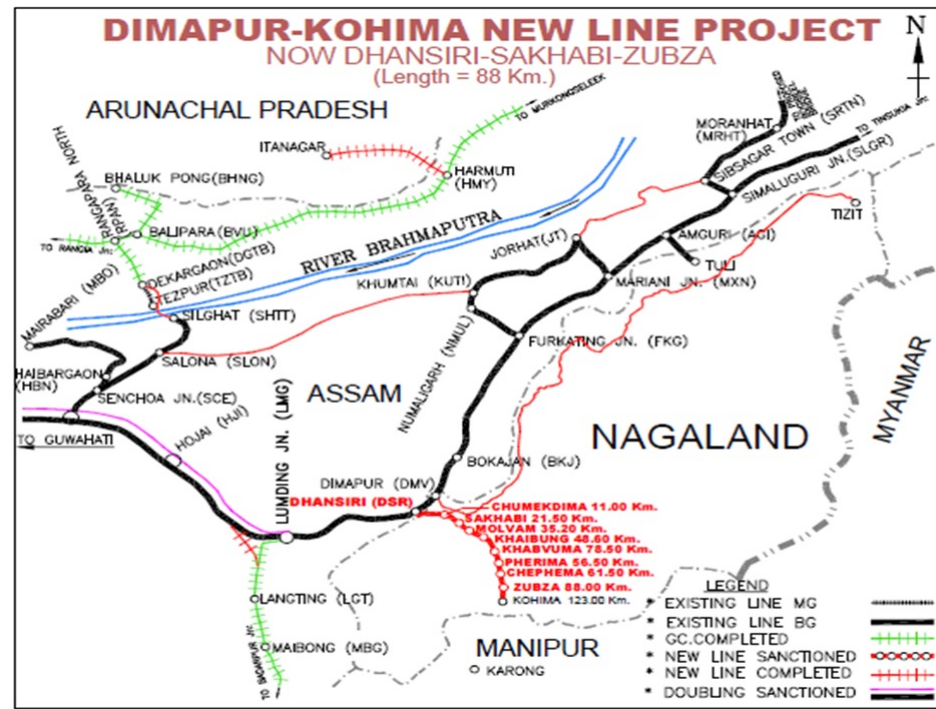 DIMAPUR-KOHIMA NEW LINE PROJECT
NOW DHANSIRI-SAKHABI-ZUBZA
(Length = 88 Km.)
N
ARUNACHAL PRADESH
TO MURKONGSELEEK
MORANHAT
(MRHT)
SIBSAGAR TOWN (SRTN)
TO TINSUKIA Jn:
SIMALUGURI JN.(SLGR)
ITANAGAR
HARMUTI
(HMY)
RANGAPARA NORTH
(RPAN)
BHALUK PONG(BHNG)
BALIPARA (BVU)
TO RANGIA Jn:
TIZIT
RIVER BRAHMAPUTRA
JORHAT(JT)
AMGURI (AGI)
TULI
DEKARGAON(DGTB)
TEZPUR(TZTB)
KHUMTAI (KUTI)
MARIANI JN. (MXN)
MAIRABARI (MBO)
SILGHAT (SHTT)
SALONA (SLON)
NUMALIGARH (NMUL)
FURKATING JN. (FKG)
HAIBARGAON
(HBN)
SENCHOA JN.(SCE)
ASSAM
MYANMAR
TO GUWAHATI
HOJAI (HJI)
LUMDING JN. (LMG)
NAGALAND
BOKAJAN (BKJ)
DIMAPUR (DMV)
DHANSIRI (DSR)
CHUMEKDIMA 11.00 Km.
SAKHABI 21.50 Km.
MOLVAM 35.20 Km.
KHAIBUNG 48.60 Km.
KHABVUMA 78.50 Km.
PHERIMA 56.50 Km.
CHEPHEMA 61.50 Km.
ZUBZA 88.00 Km.
KOHIMA 123.00 Km.
LANGTING (LGT)
MAIBONG (MBG)
MANIPUR
KARONG
LEGEND
* EXISTING LINE MG
* EXISTING LINE BG
* GC.COMPLETED
* NEW LINE SANCTIONED
* NEW LINE COMPLETED
* DOUBLING SANCTIONED